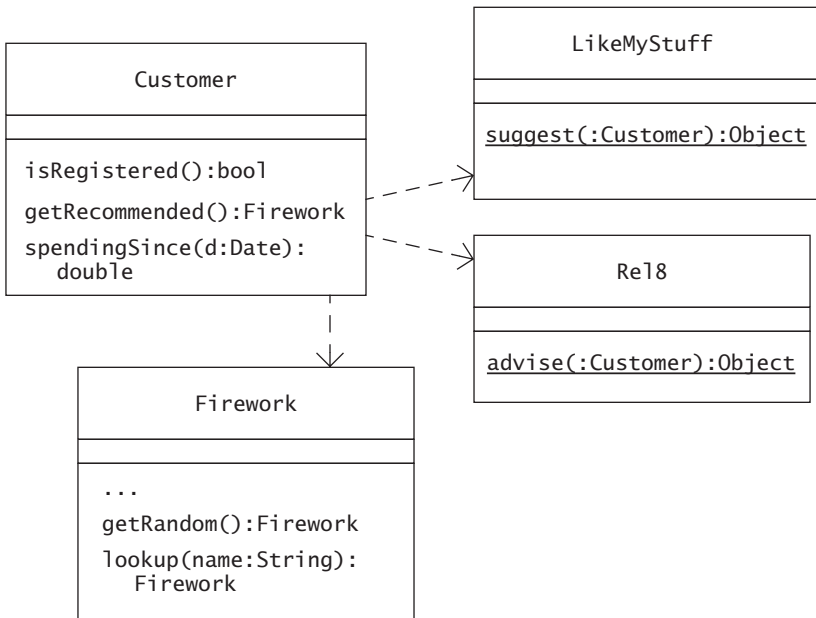 Customer
isRegistered():bool
getRecommended():Firework
spendingSince(d:Date):
double
LikeMyStuff
suggest(:Customer):Object
Rel8
advise(:Customer):Object
Firework
...
getRandom():Firework
lookup(name:String):
Firework